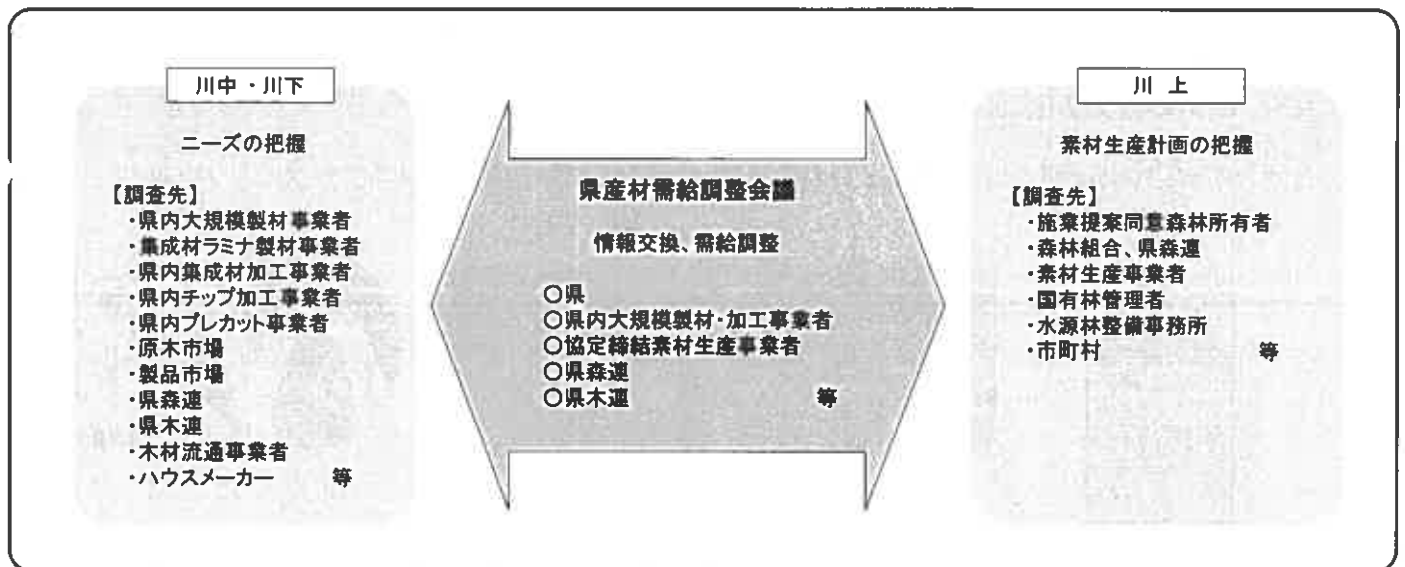 川中・川下
ニーズの把握
【調査先】
・県内大規模製材事業者
・集成材ラミナ製材事業者
・県内集成材加工事業者
・県内チップ加工事業者
・県内プレカット事業者
・原木市場
・製品市場
・県森連
・県木連
・木材流通事業者
・ハウスメーカー 等
県産材需給調整会議
情報交換、需給調整
○県
○県内大規模製材・加工事業者
○協定締結素材生産事業者
○県森連
○県木連 等
川上
素材生産計画の把握
【調査先】
・施業提案同意森林所有者
・森林組合、県森連
・素材生産事業者
・国有林管理者
・水源林整備事務所
・市町村 等